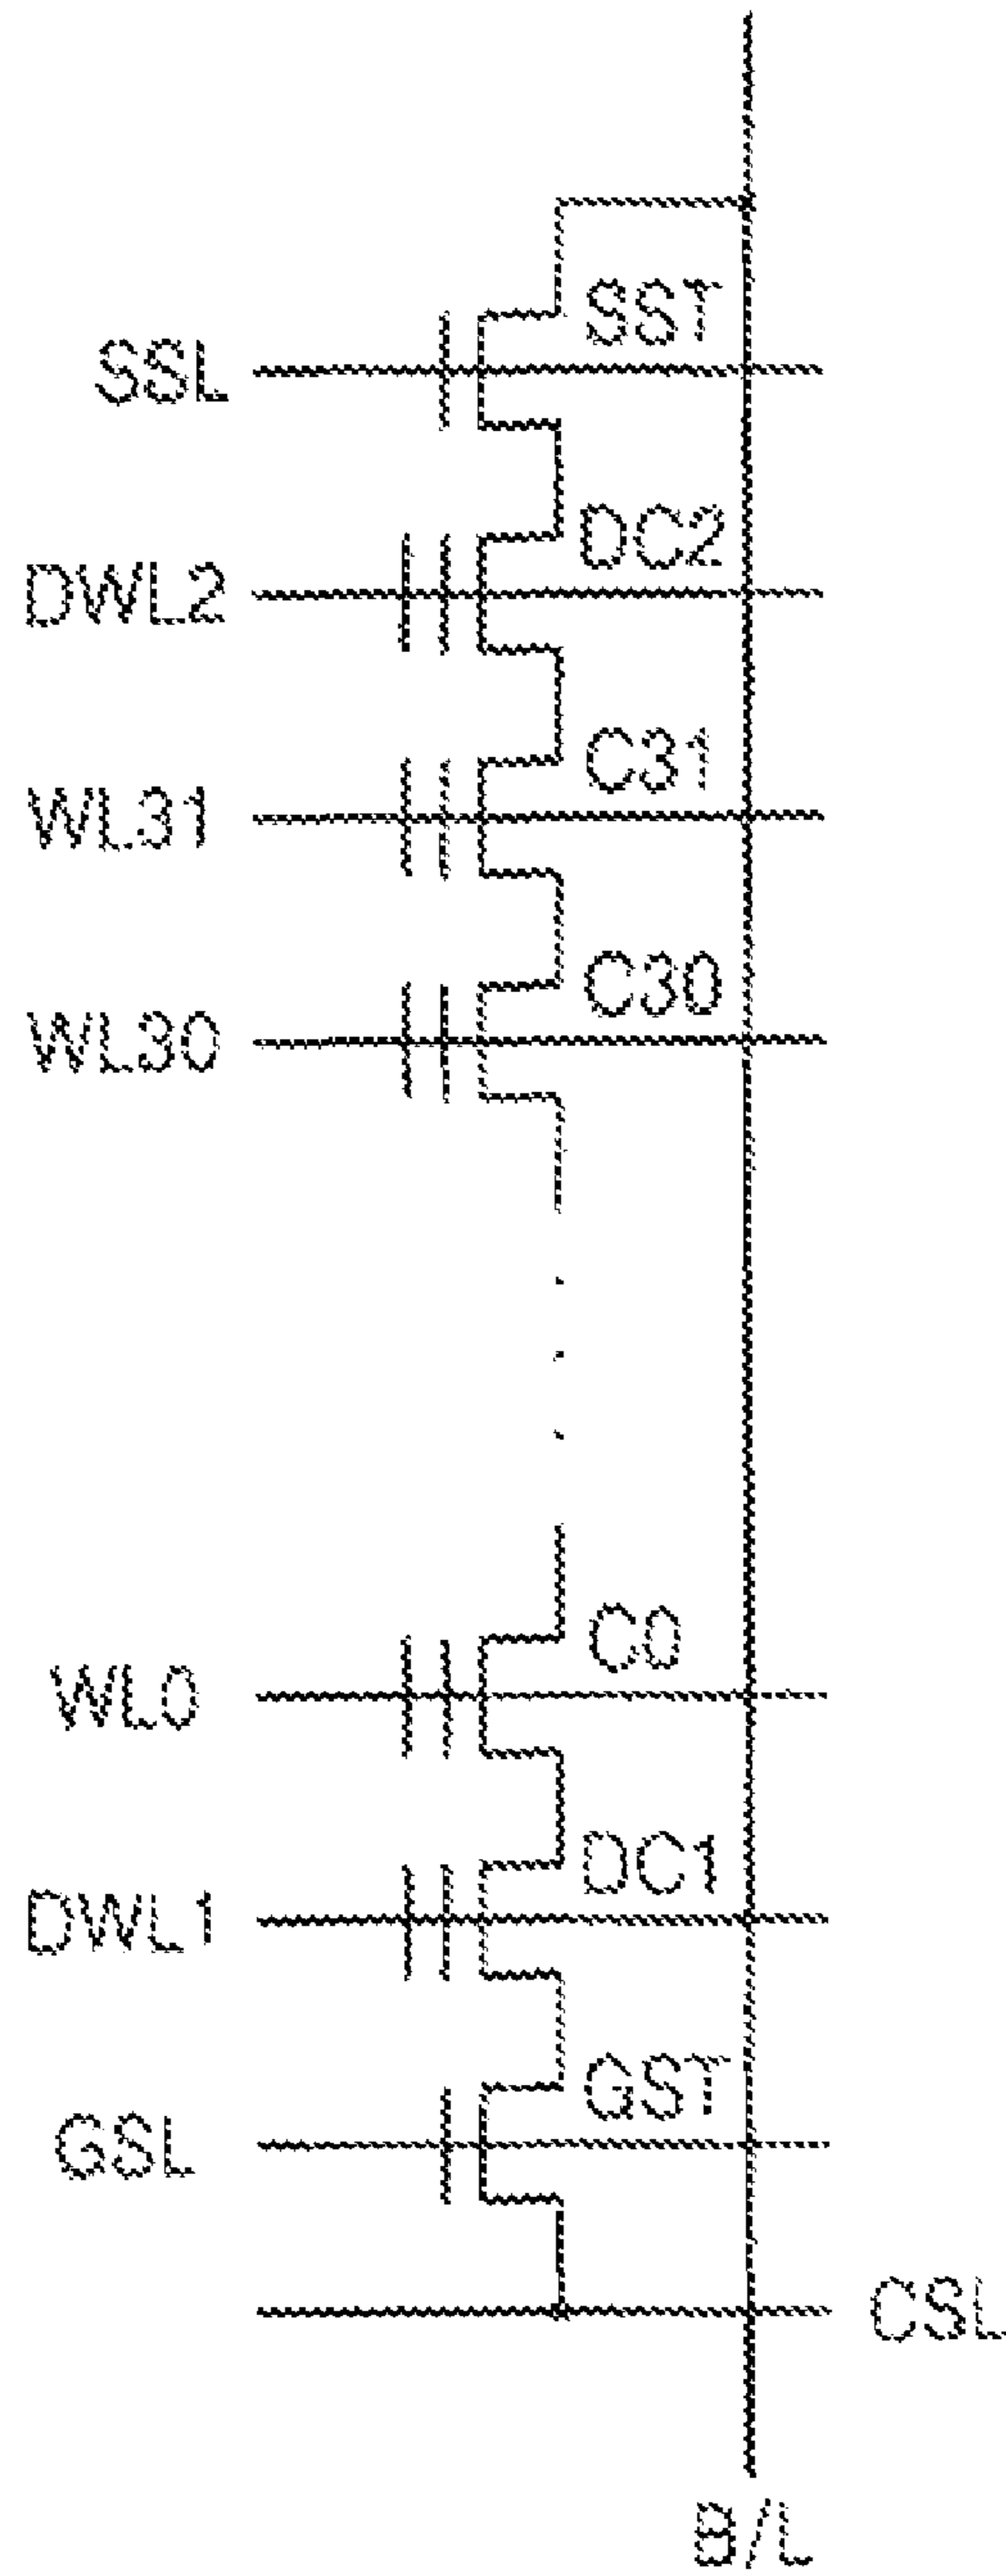 SST
SSL
DC2
DWL2
C31
WL31
C30
WL30
C0
WL0
DC1
DWL1
GST
GSL
CSL
B/L